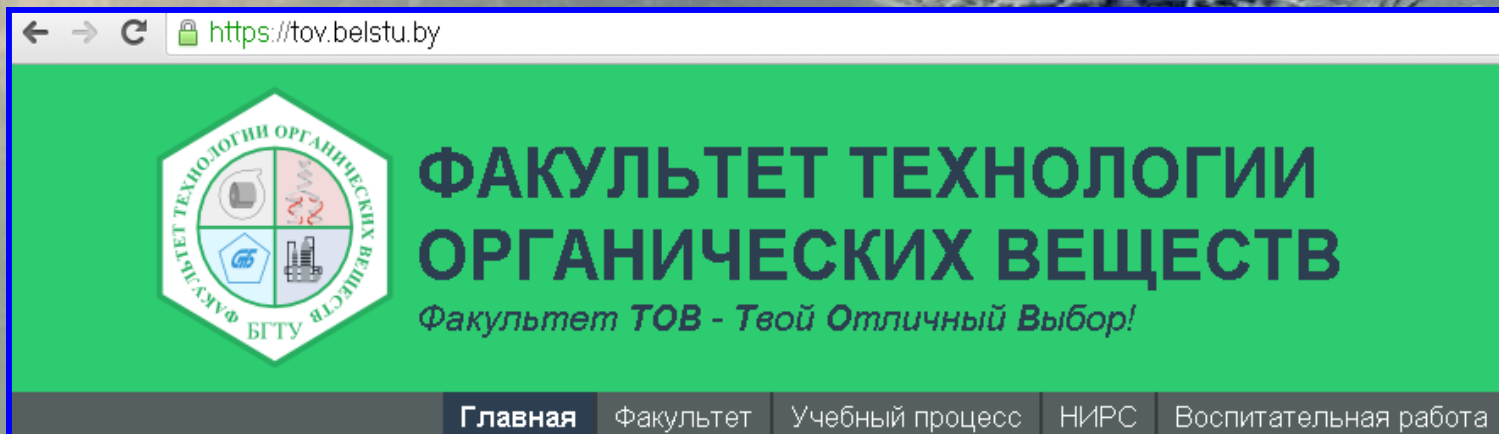 https://tov.belstu.by
ФАКУЛЬТЕТ ТЕХНОЛОГИИ ОРГАНИЧЕСКИХ ВЕЩЕСТВ
БГТУ
СТБ
ФАКУЛЬТЕТ ТЕХНОЛОГИИ
ОРГАНИЧЕСКИХ ВЕЩЕСТВ
Факультет ТОВ - Твой Отличный Выбор!
Главная Факультет Учебный процесс НИРС Воспитательная работа